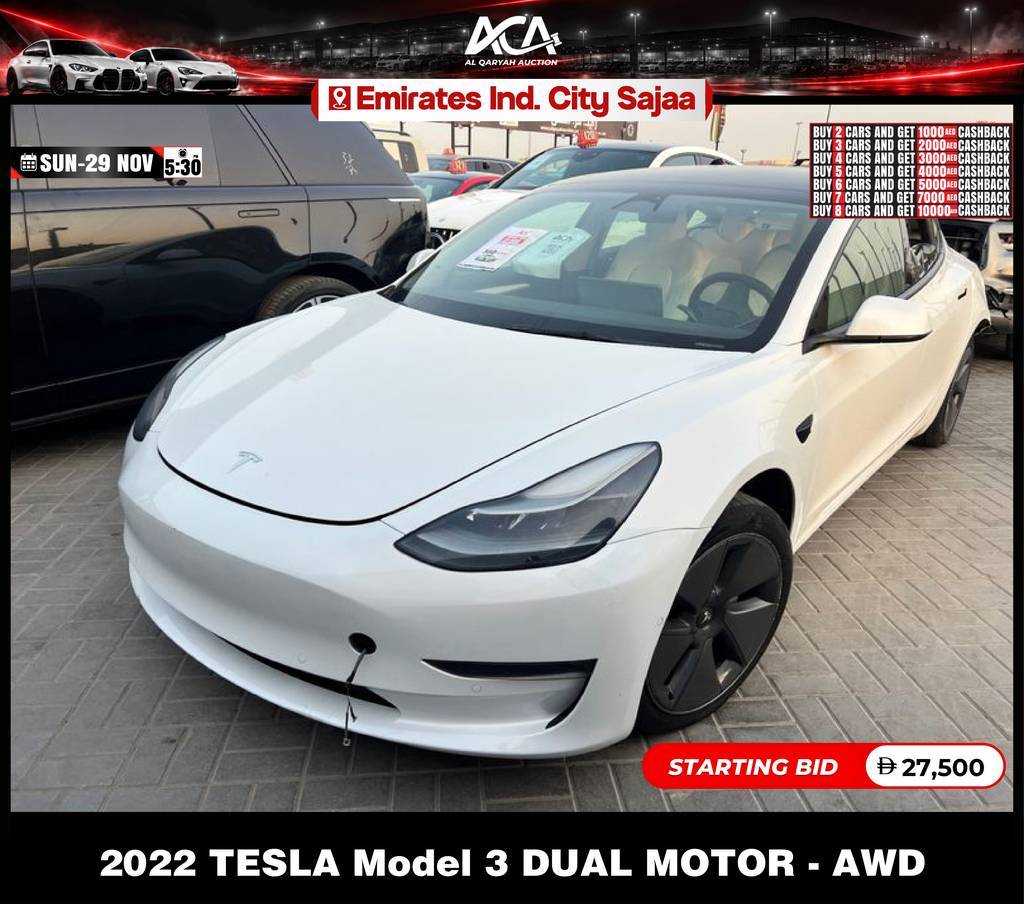 ACA
AL QARYAH AUCTION
Emirates Ind. City Sajaa
SUN-29 NOV 5:30
BUY 2 CARS AND GET 1000 AED CASHBACK
BUY 3 CARS AND GET 2000 AED CASHBACK
BUY 4 CARS AND GET 3000 AED CASHBACK
BUY 5 CARS AND GET 4000 AED CASHBACK
BUY 6 CARS AND GET 5000 AED CASHBACK
BUY 7 CARS AND GET 7000 AED CASHBACK
BUY 8 CARS AND GET 10000 AED CASHBACK
ACA
STARTING BID 27,500
2022 TESLA Model 3 DUAL MOTOR - AWD